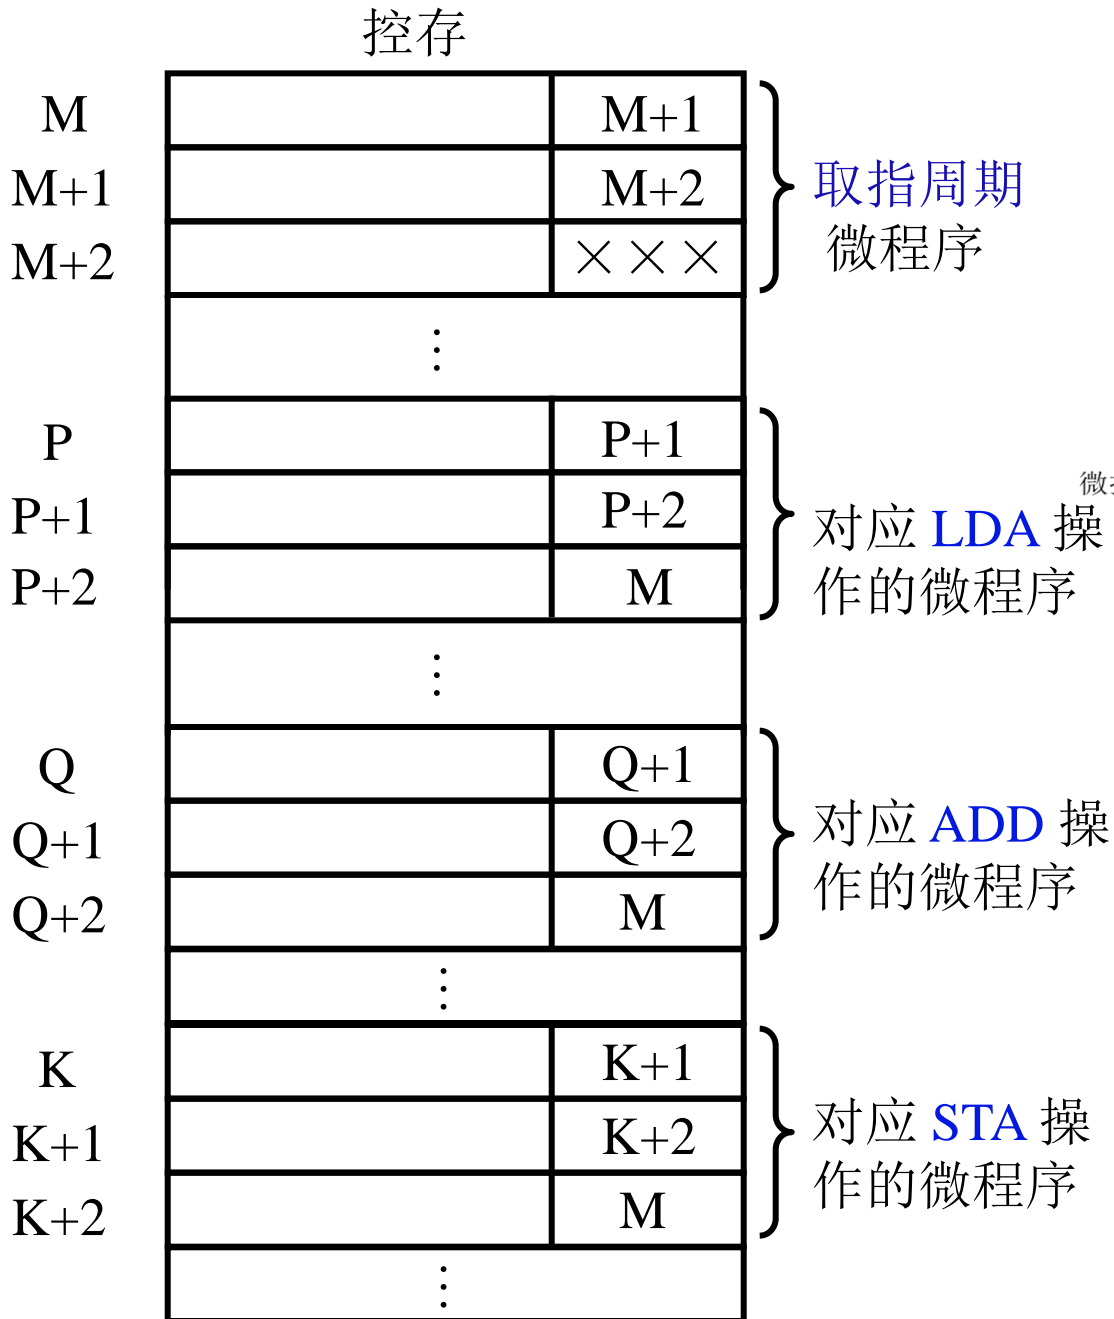 控存
M M+1
M+1 M+2
M+2 ×××
取指周期
微程序
⋮
P P+1
P+1 P+2
P+2 M
微
对应 LDA 操
作的微程序
⋮
Q Q+1
Q+1 Q+2
Q+2 M
对应 ADD 操
作的微程序
⋮
K K+1
K+1 K+2
K+2 M
对应 STA 操
作的微程序
⋮